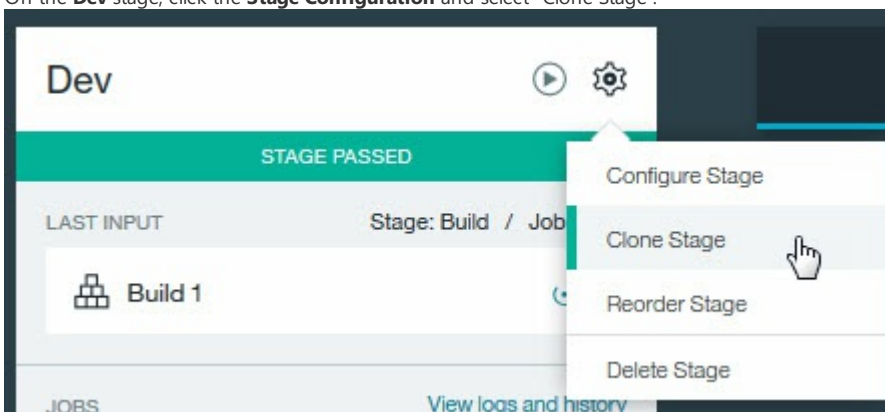 On the Dev stage, click the Stage Configuration and select "Clone Stage".
Dev
STAGE PASSED
LAST INPUT
Stage: Build / Job
Build 1
JOBS
View logs and history
Configure Stage
Clone Stage
Reorder Stage
Delete Stage